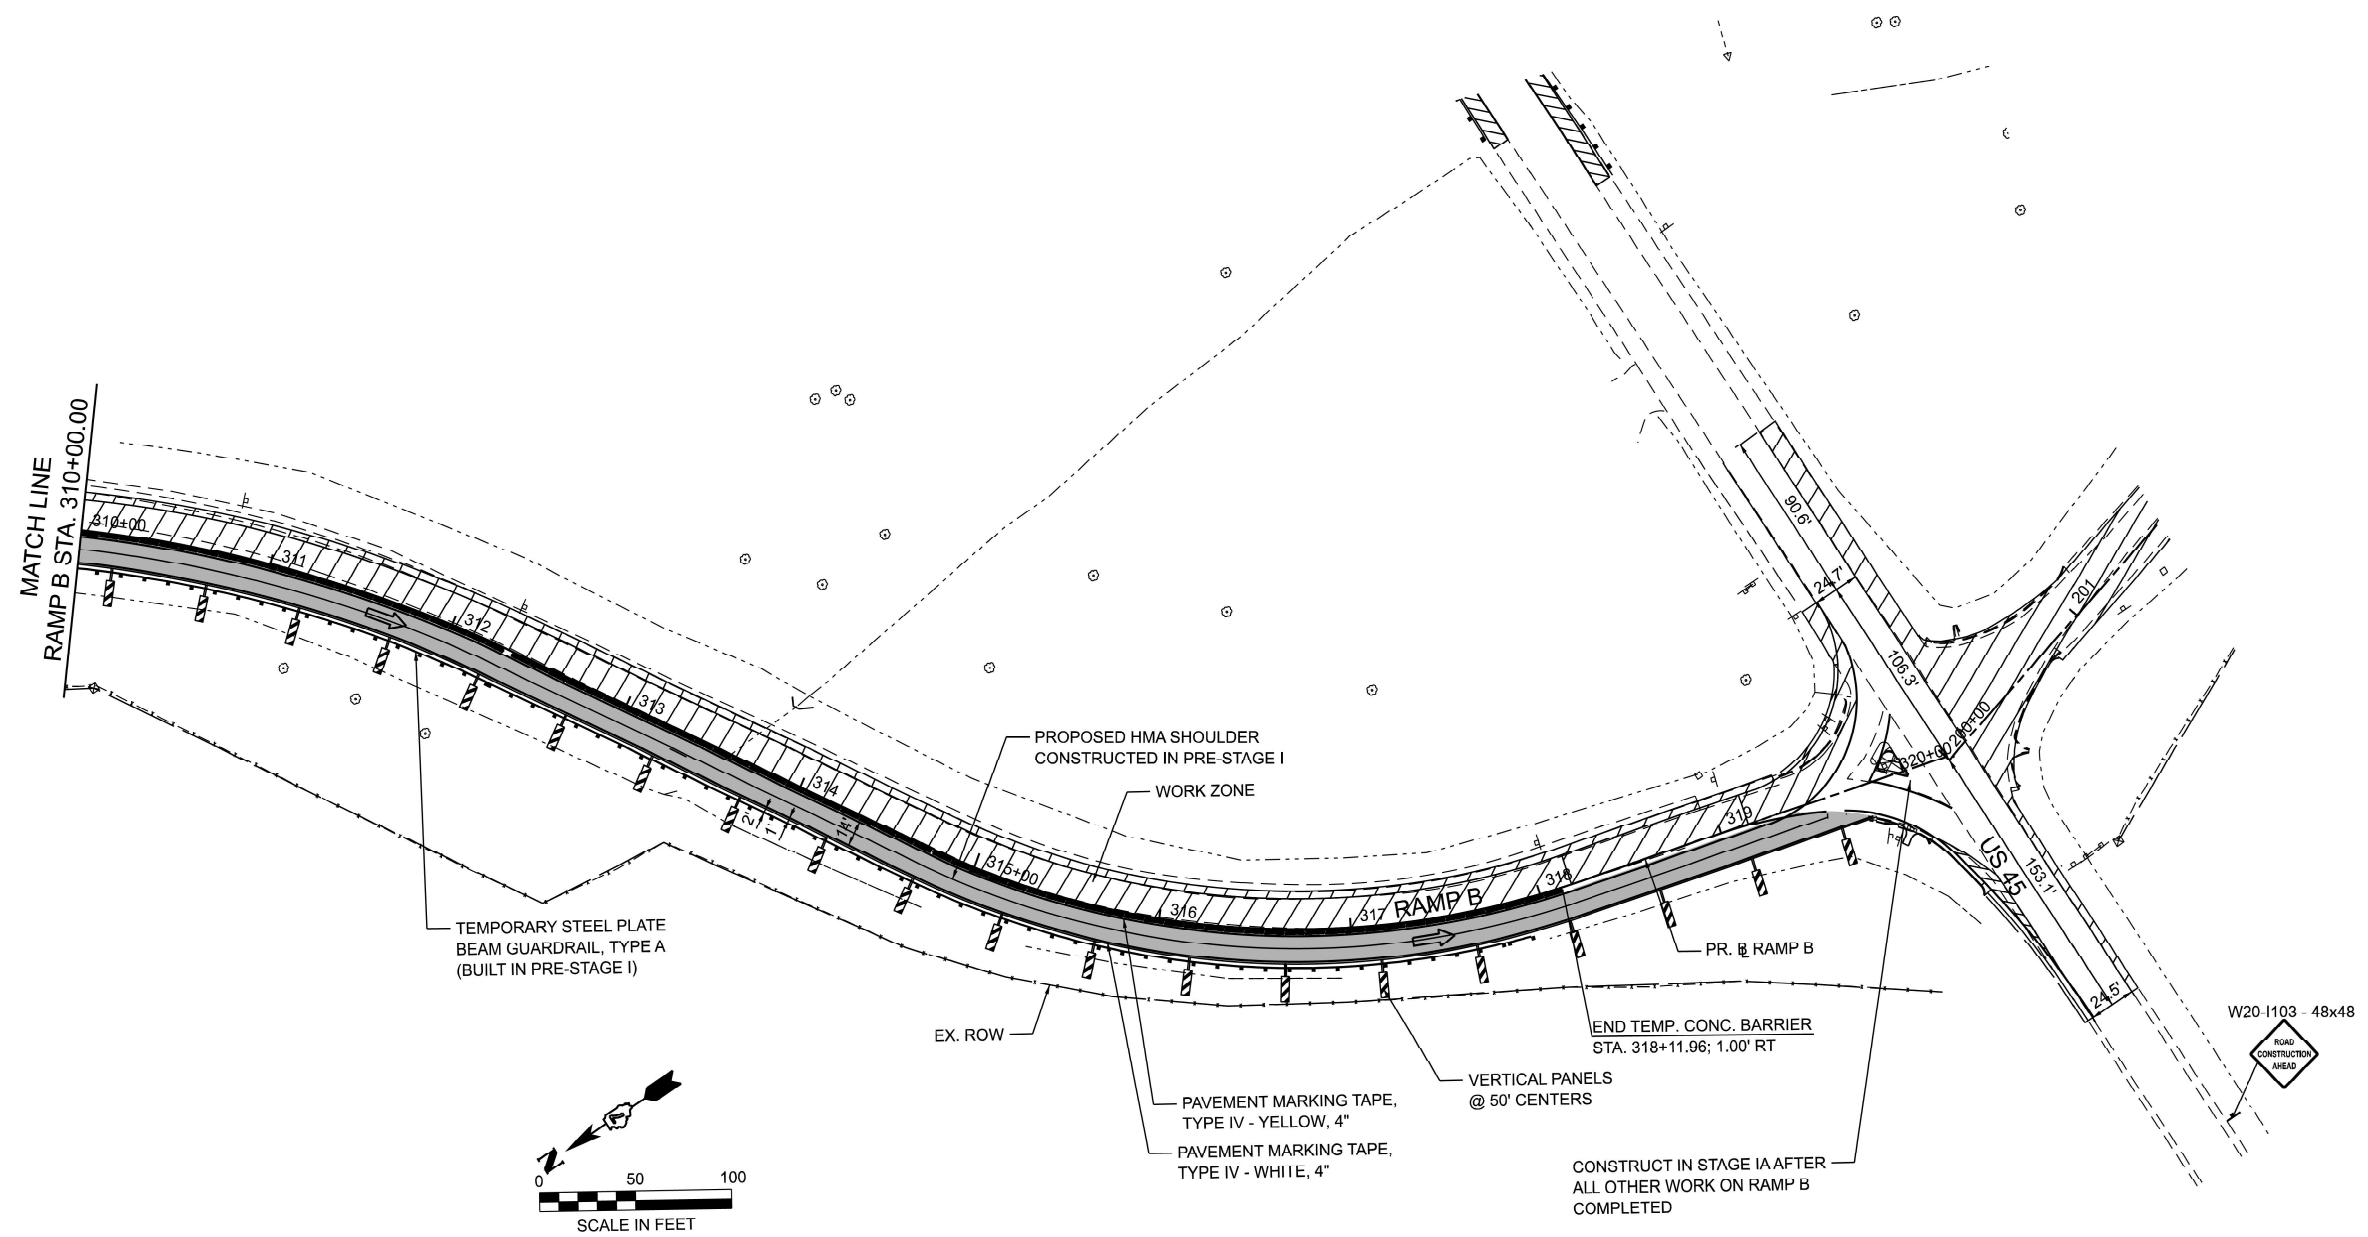 MATCH LINE
RAMP B STA. 310+00.00
310+00
311
312
313
314
315+00
316
317
318
319
320+00
200+00
201
90.6'
24.7'
106.3'
153.1'
24.5'
US 45
RAMP B
2'
1'
14'
PROPOSED HMA SHOULDER
CONSTRUCTED IN PRE-STAGE I
WORK ZONE
TEMPORARY STEEL PLATE
BEAM GUARDRAIL, TYPE A
(BUILT IN PRE-STAGE I)
EX. ROW
PR. B RAMP B
END TEMP. CONC. BARRIER
STA. 318+11.96; 1.00' RT
VERTICAL PANELS
@ 50' CENTERS
PAVEMENT MARKING TAPE,
TYPE IV - YELLOW, 4"
PAVEMENT MARKING TAPE,
TYPE IV - WHITE, 4"
CONSTRUCT IN STAGE IA AFTER
ALL OTHER WORK ON RAMP B
COMPLETED
W20-I103 - 48x48
ROAD
CONSTRUCTION
AHEAD
N
0 50 100
SCALE IN FEET